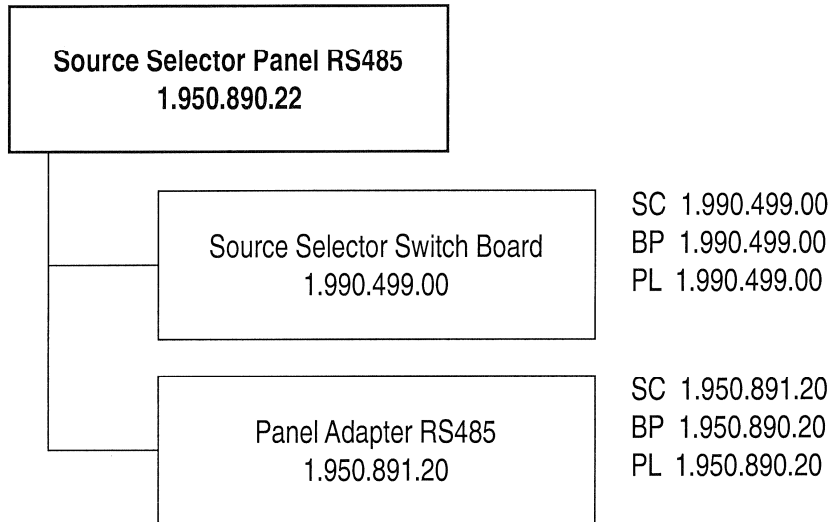 Source Selector Panel RS485
1.950.890.22
Source Selector Switch Board
1.990.499.00
SC 1.990.499.00
BP 1.990.499.00
PL 1.990.499.00
Panel Adapter RS485
1.950.891.20
SC 1.950.891.20
BP 1.950.890.20
PL 1.950.890.20